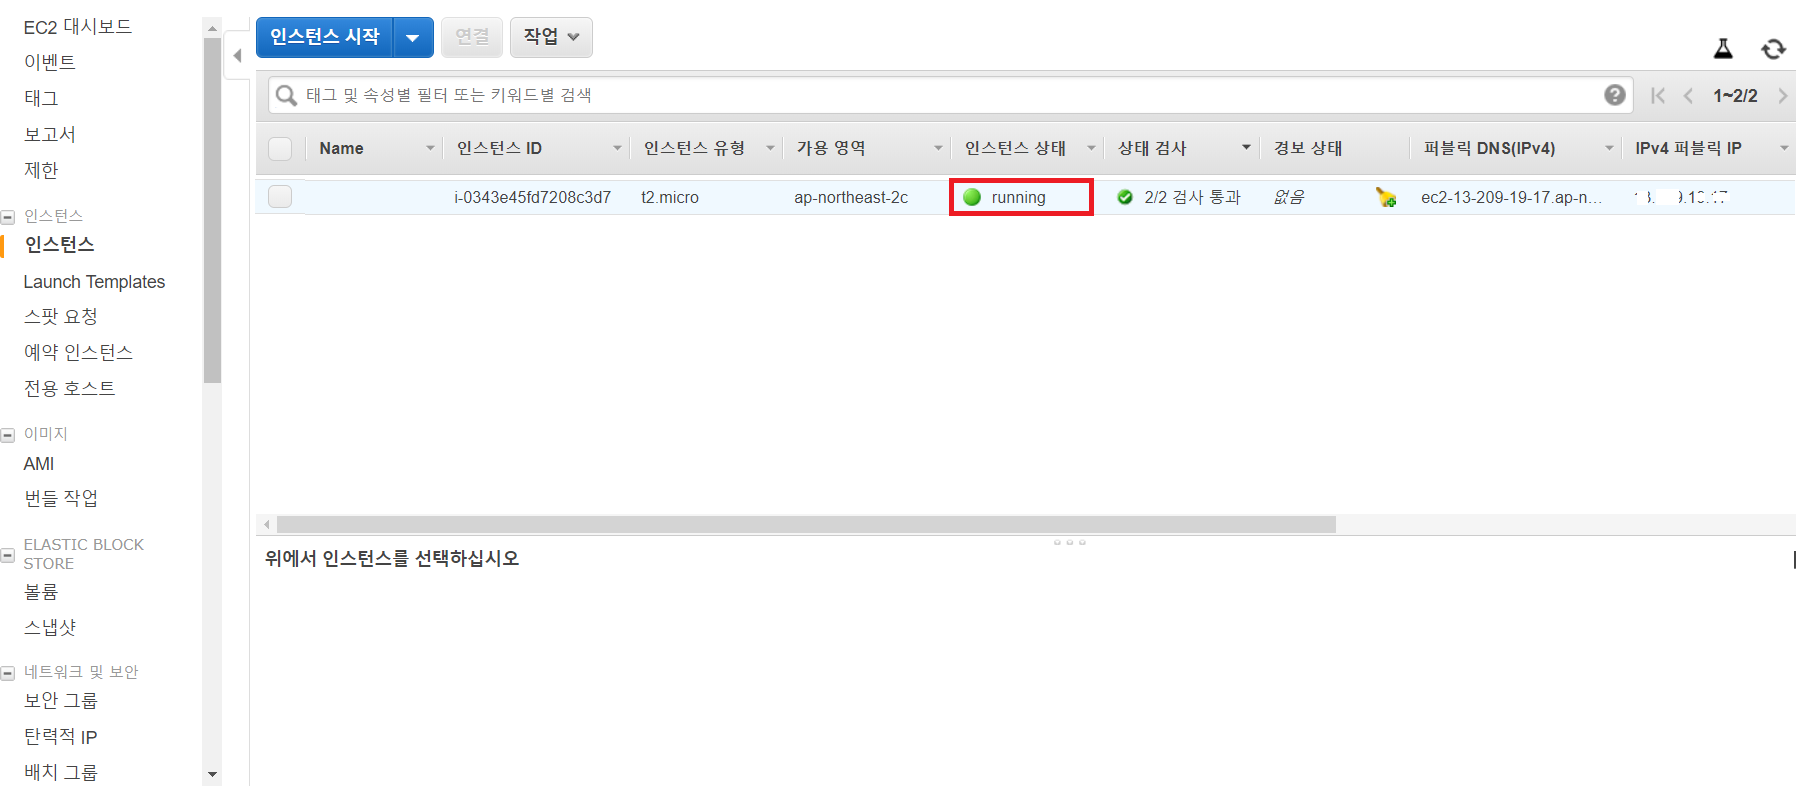 EC2 대시보드
이벤트
태그
보고서
제한
인스턴스
인스턴스
Launch Templates
스팟 요청
예약 인스턴스
전용 호스트
이미지
AMI
번들 작업
ELASTIC BLOCK
STORE
볼륨
스냅샷
네트워크 및 보안
보안 그룹
탄력적 IP
배치 그룹
인스턴스 시작 연결 작업
태그 및 속성별 필터 또는 키워드별 검색 1~2/2
Name 인스턴스 ID 인스턴스 유형 가용 영역 인스턴스 상태 상태 검사 경보 상태 퍼블릭 DNS(IPv4) IPv4 퍼블릭 IP
i-0343e45fd7208c3d7 t2.micro ap-northeast-2c running 2/2 검사 통과 없음 ec2-13-209-19-17.ap-n...
위에서 인스턴스를 선택하십시오